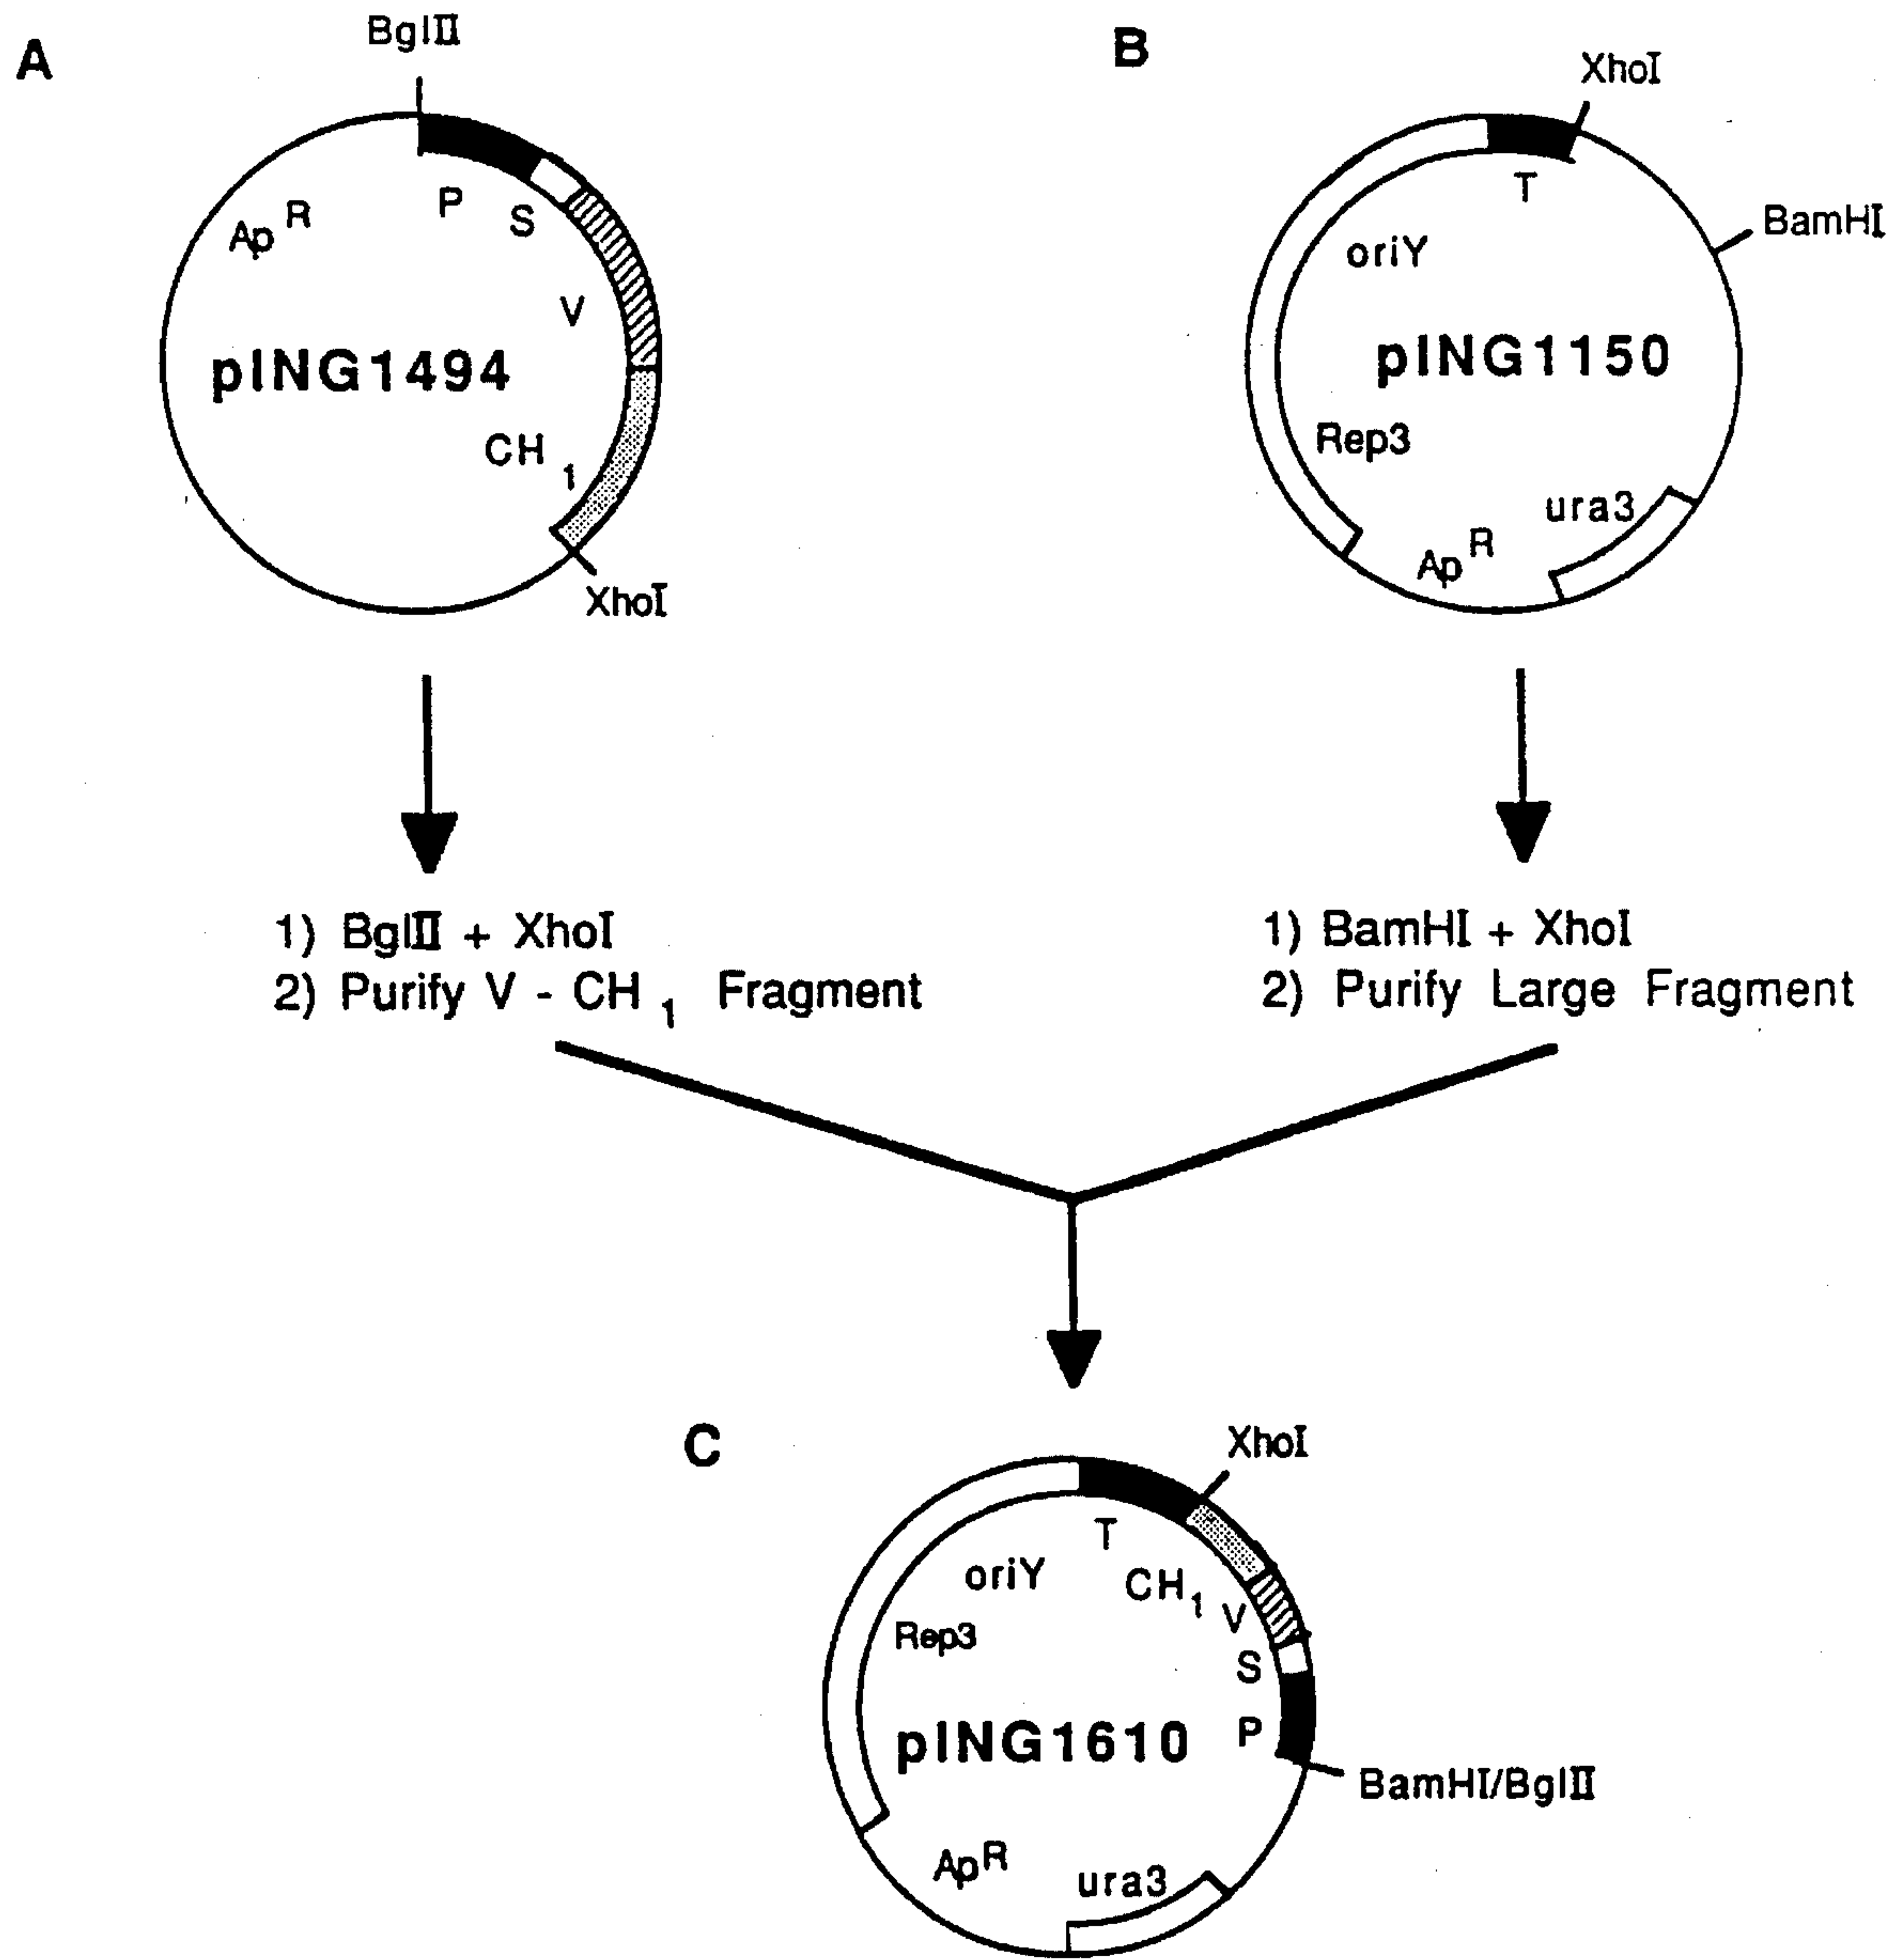 A
BglII
Ap R
P
S
V
pING1494
CH 1
XhoI
1) BglII + XhoI
2) Purify V - CH 1 Fragment
B
XhoI
T
BamHI
oriY
pING1150
Rep3
ura3
Ap R
1) BamHI + XhoI
2) Purify Large Fragment
C
XhoI
T
oriY
CH 1
V
Rep3
S
P
pING1610
BamHI/BglII
Ap R
ura3